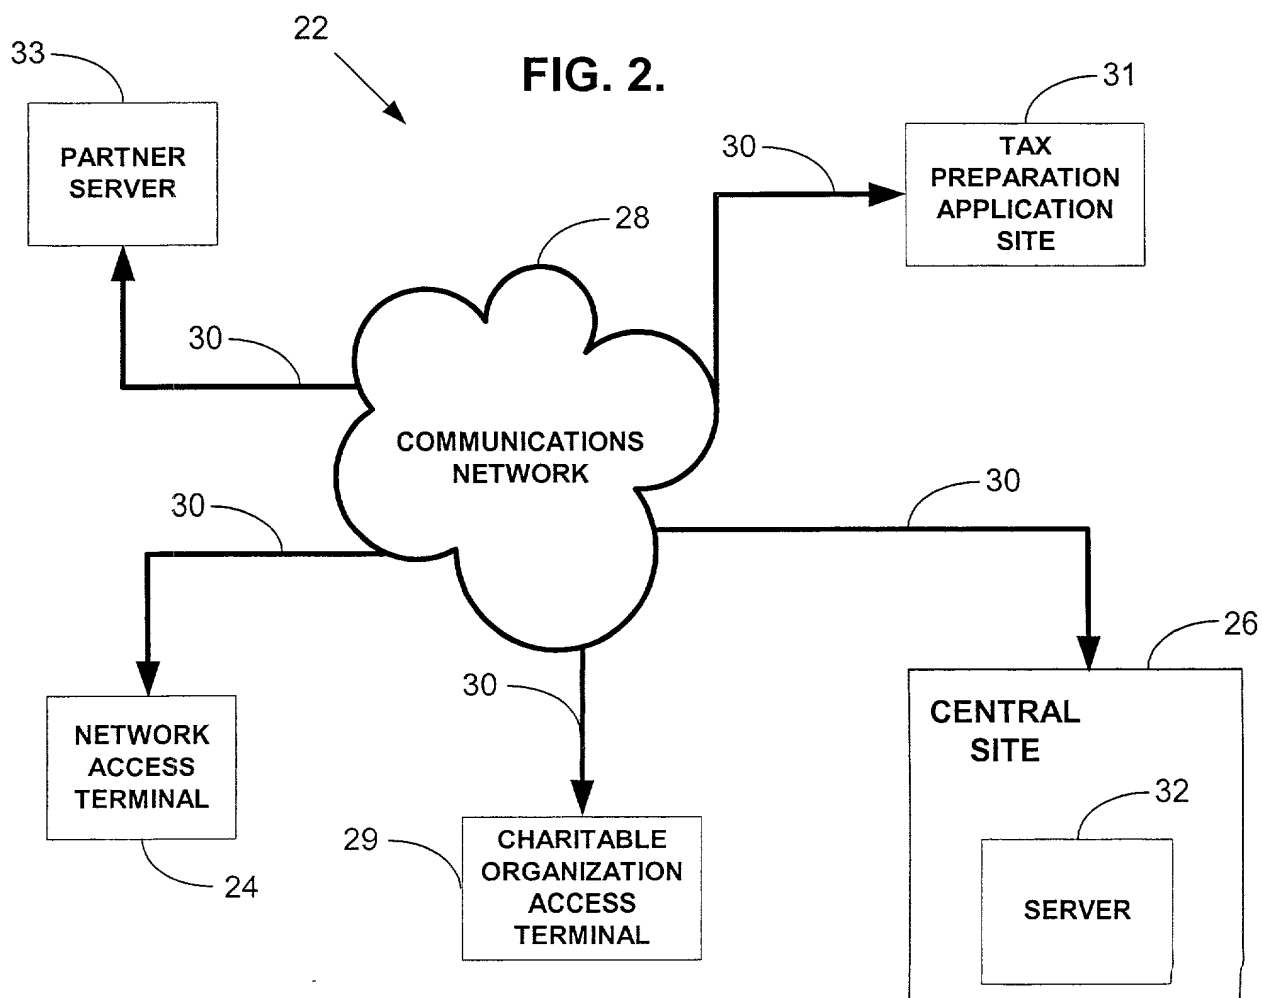 22
33
FIG. 2.
31
PARTNER
SERVER
30
TAX
PREPARATION
APPLICATION
SITE
28
30
COMMUNICATIONS
NETWORK
30
30
26
30
NETWORK
ACCESS
TERMINAL
CENTRAL
SITE
32
29
CHARITABLE
ORGANIZATION
ACCESS
TERMINAL
24
SERVER